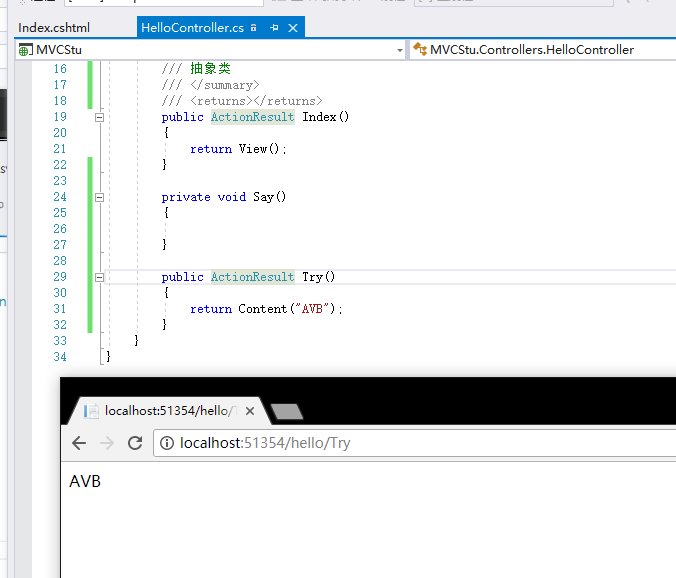 Index.cshtml
HelloController.cs
MVCStu
MVCStu.Controllers.HelloController
16 /// 抽象类
17 /// </summary>
18 /// <returns></returns>
19 public ActionResult Index()
20 {
21 return View();
22 }
23
24 private void Say()
25 {
26
27 }
28
29 public ActionResult Try()
30 {
31 return Content("AVB");
32 }
33 }
34 }
localhost:51354/hello/
localhost:51354/hello/Try
AVB